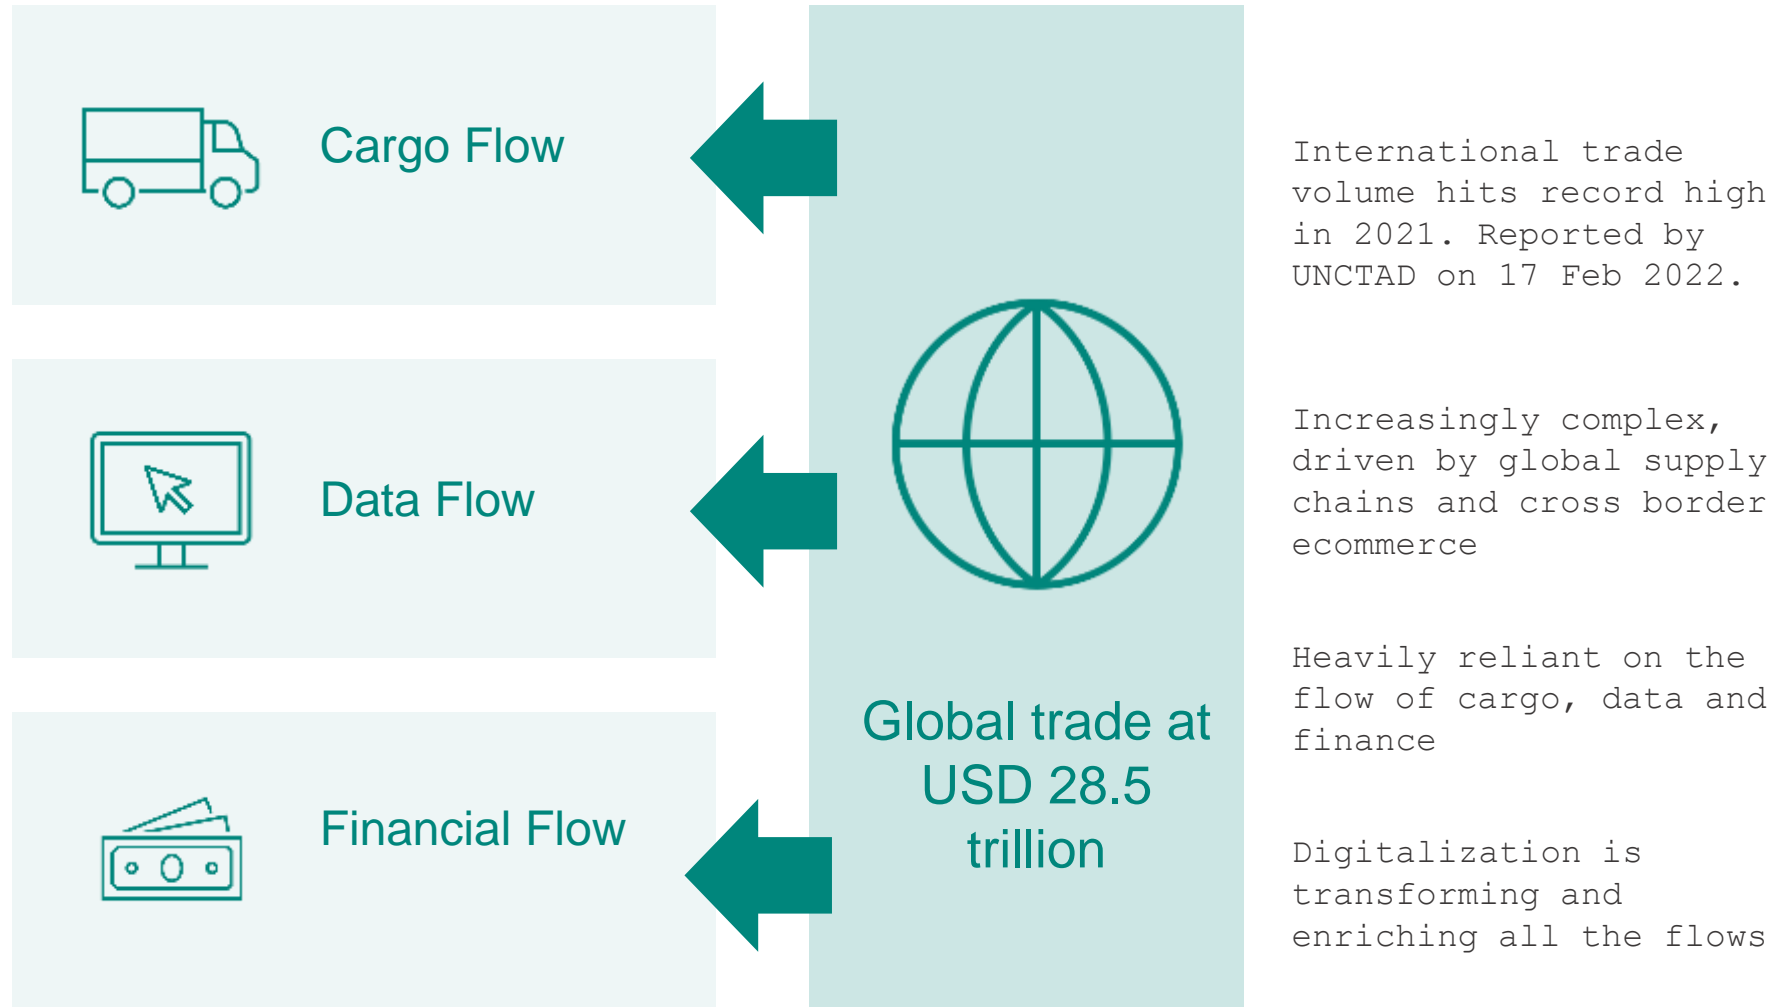 Cargo Flow
Data Flow
Financial Flow
Global trade at
USD 28.5
trillion
International trade
volume hits record high
in 2021. Reported by
UNCTAD on 17 Feb 2022.
Increasingly complex,
driven by global supply
chains and cross border
ecommerce
Heavily reliant on the
flow of cargo, data and
finance
Digitalization is
transforming and
enriching all the flows